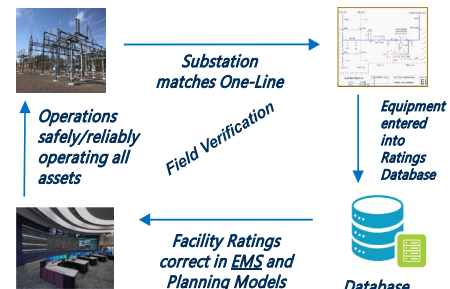 Substation
matches One-Line
Equipment
entered
into
Ratings
Database
Operations
safely/reliably
operating all
assets
Field Verification
Facility Ratings
correct in EMS and
Planning Models
Database